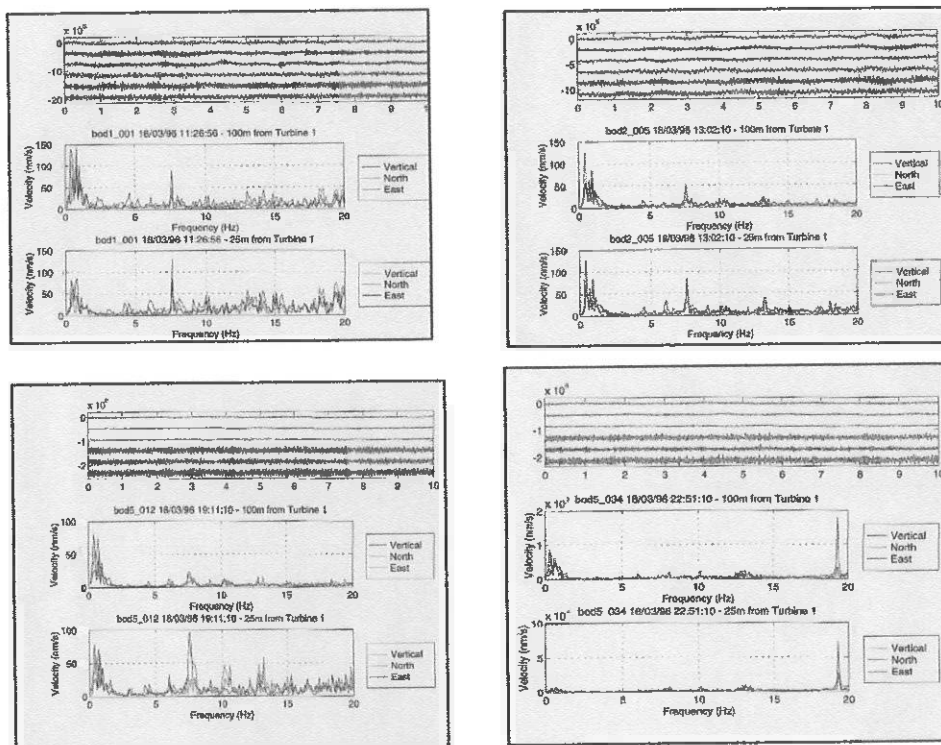 x 10⁵
0
-10
-20
0 1 2 3 4 5 6 7 8 9 1
bod1_001 18/03/96 11:26:56 - 100m from Turbine 1
Velocity (nm/s)
150
100
50
0
0 5 10 15 20
Frequency (Hz)
Vertical
North
East
bod1_001 18/03/96 11:26:56 - 25m from Turbine 1
Velocity (nm/s)
150
100
50
0
0 5 10 15 20
Frequency (Hz)
Vertical
North
East
x 10⁵
0
-5
-10
0 1 2 3 4 5 6 7 8 9 10
bod2_005 18/03/96 13:02:10 - 100m from Turbine 1
Velocity (nm/s)
150
100
50
0
0 5 10 15 20
Frequency (Hz)
Vertical
North
East
bod2_005 18/03/96 13:02:10 - 25m from Turbine 1
Velocity (nm/s)
150
100
50
0
0 5 10 15 20
Frequency (Hz)
Vertical
North
East
0
-1
-2
0 1 2 3 4 5 6 7 8 9 10
bod5_012 18/03/96 19:11:10 - 100m from Turbine 1
Velocity (nm/s)
100
50
0
0 5 10 15 20
Frequency (Hz)
Vertical
North
East
bod5_012 18/03/96 19:11:10 - 25m from Turbine 1
Velocity (nm/s)
100
50
0
0 5 10 15 20
Frequency (Hz)
Vertical
North
East
0
-1
-2
0 1 2 3 4 5 6 7 8 9 10
bod5_034 18/03/96 22:51:10 - 100m from Turbine 1
Velocity (nm/s)
2
1
0
0 5 10 15 20
Frequency (Hz)
Vertical
North
East
bod5_034 18/03/96 22:51:10 - 25m from Turbine 1
Velocity (nm/s)
10
5
0
0 5 10 15 20
Frequency (Hz)
Vertical
North
East